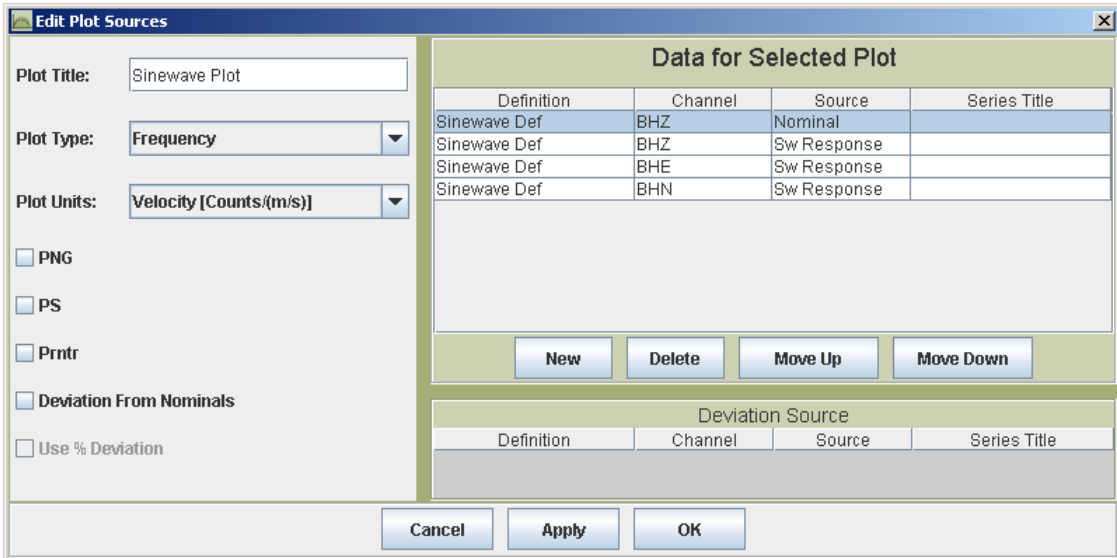 Edit Plot Sources
Plot Title: Sinewave Plot
Plot Type: Frequency
Plot Units: Velocity [Counts/(m/s)]
PNG
PS
Prntr
Deviation From Nominals
Use % Deviation
Data for Selected Plot
Definition Channel Source Series Title
Sinewave Def BHZ Nominal
Sinewave Def BHZ Sw Response
Sinewave Def BHE Sw Response
Sinewave Def BHN Sw Response
New Delete Move Up Move Down
Deviation Source
Definition Channel Source Series Title
Cancel Apply OK